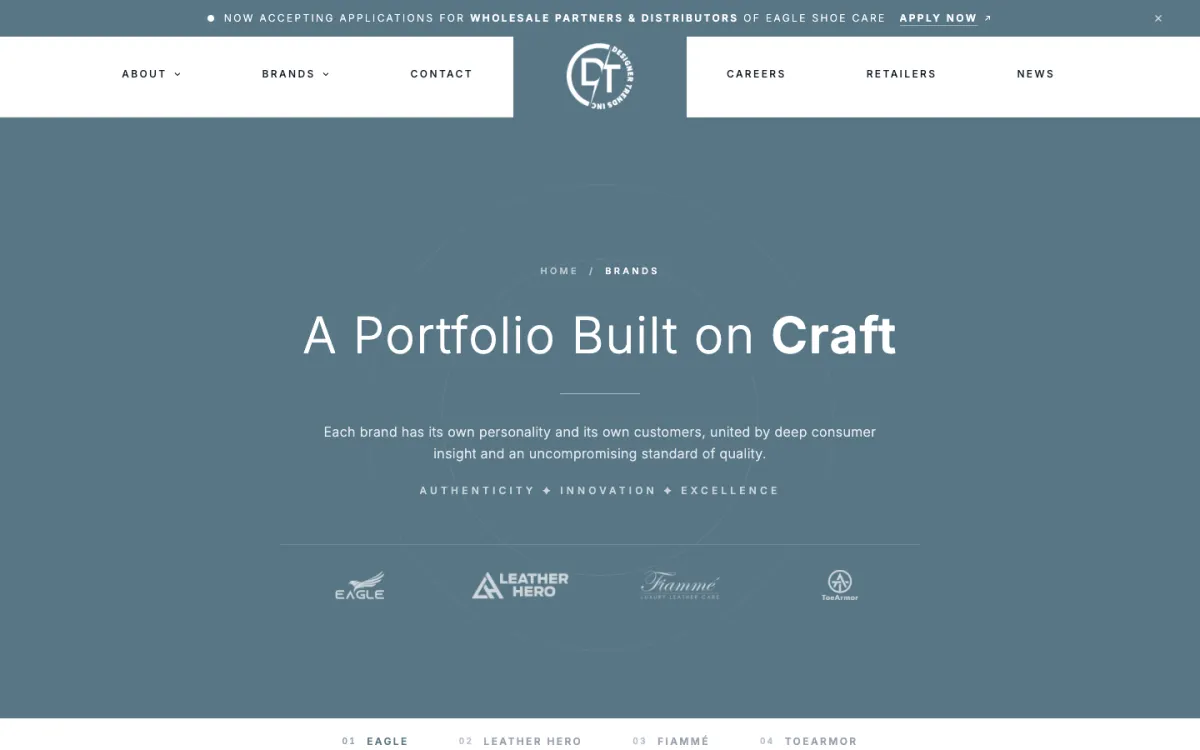 NOW ACCEPTING APPLICATIONS FOR WHOLESALE PARTNERS & DISTRIBUTORS OF EAGLE SHOE CARE APPLY NOW ↗ ×
ABOUT BRANDS CONTACT DT DESIGNER TRENDS INC CAREERS RETAILERS NEWS
HOME / BRANDS
A Portfolio Built on Craft
Each brand has its own personality and its own customers, united by deep consumer
insight and an uncompromising standard of quality.
AUTHENTICITY ✦ INNOVATION ✦ EXCELLENCE
EAGLE
LEATHER
HERO
Fiammé
LUXURY LEATHER CARE
ToeArmor
01 EAGLE 02 LEATHER HERO 03 FIAMMÉ 04 TOEARMOR